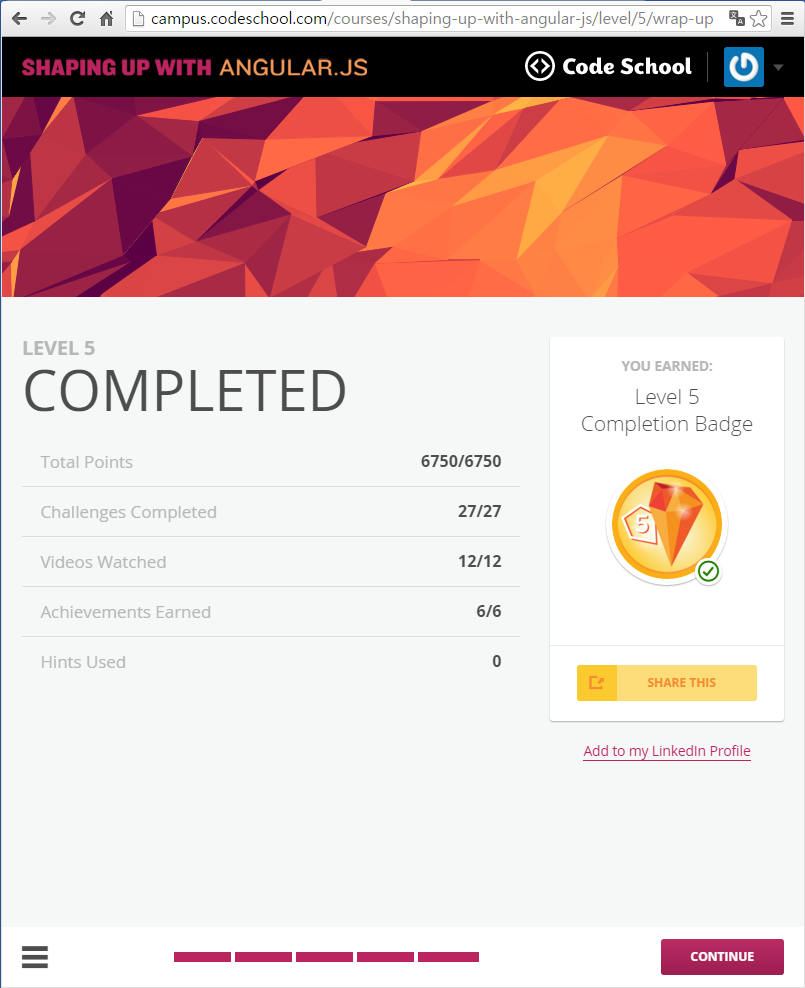 campus.codeschool.com/courses/shaping-up-with-angular-js/level/5/wrap-up
SHAPING UP WITH ANGULAR.JS
Code School
LEVEL 5
COMPLETED
Total Points 6750/6750
Challenges Completed 27/27
Videos Watched 12/12
Achievements Earned 6/6
Hints Used 0
YOU EARNED:
Level 5
Completion Badge
5
SHARE THIS
Add to my LinkedIn Profile
CONTINUE